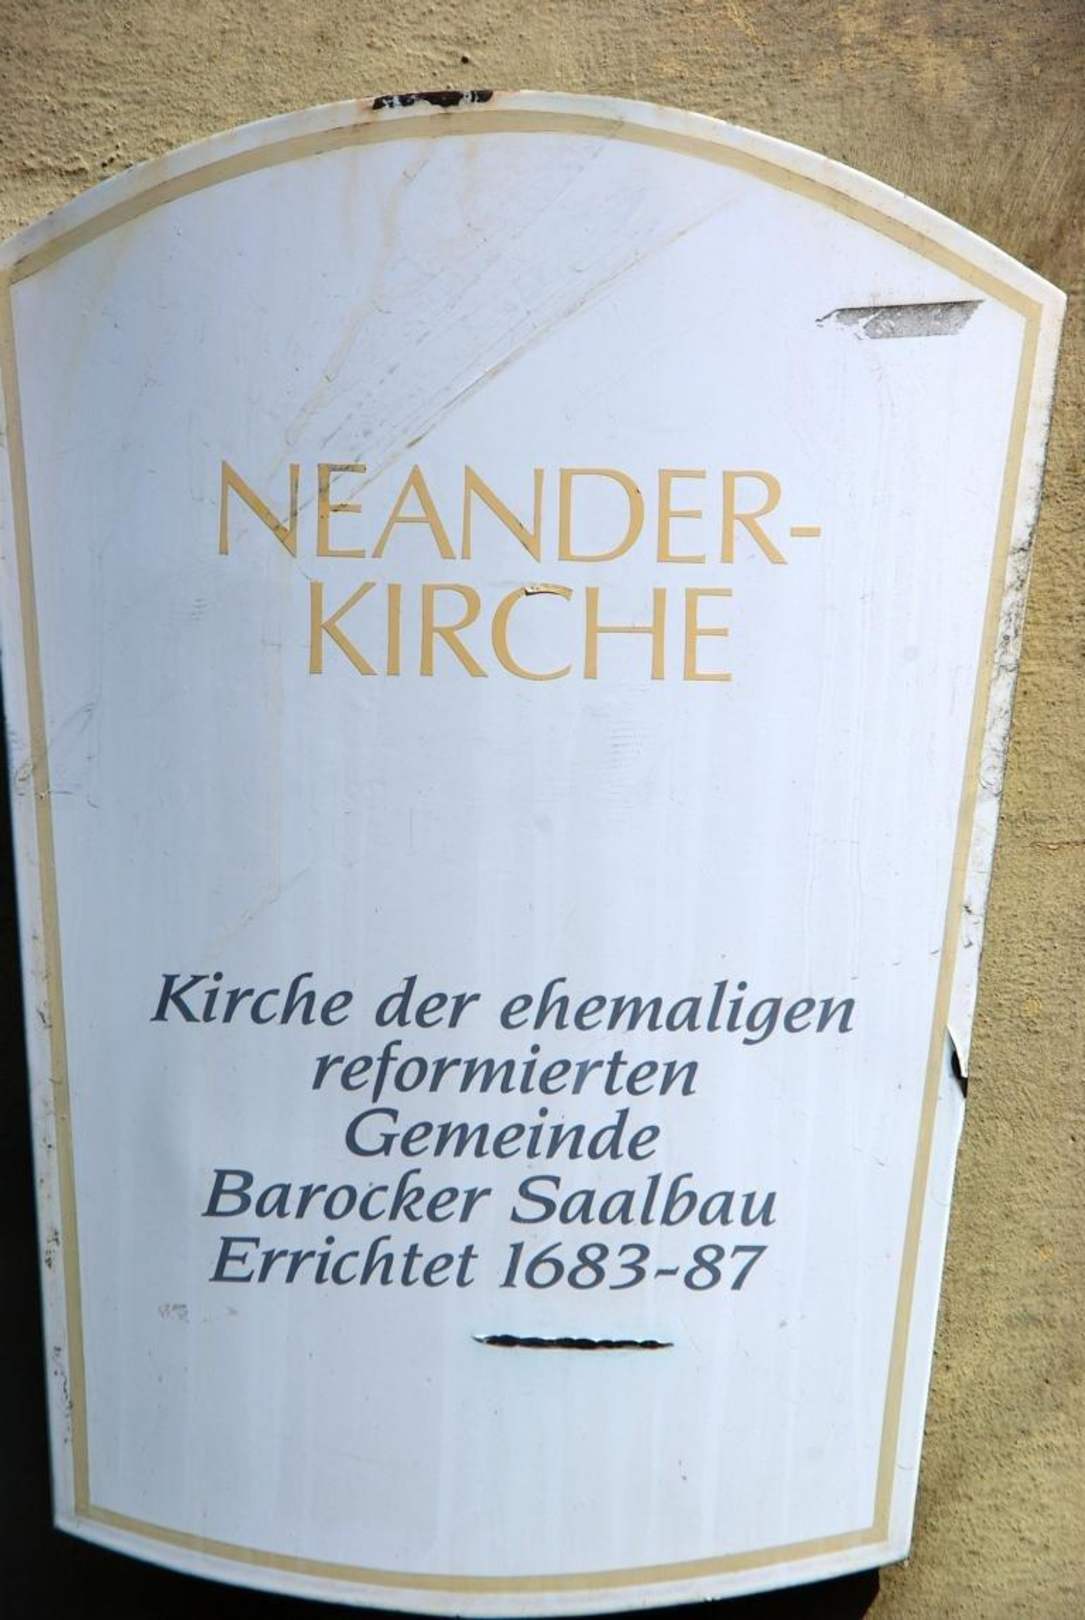 NEANDER-
KIRCHE
Kirche der ehemaligen
reformierten
Gemeinde
Barocker Saalbau
Errichtet 1683-87